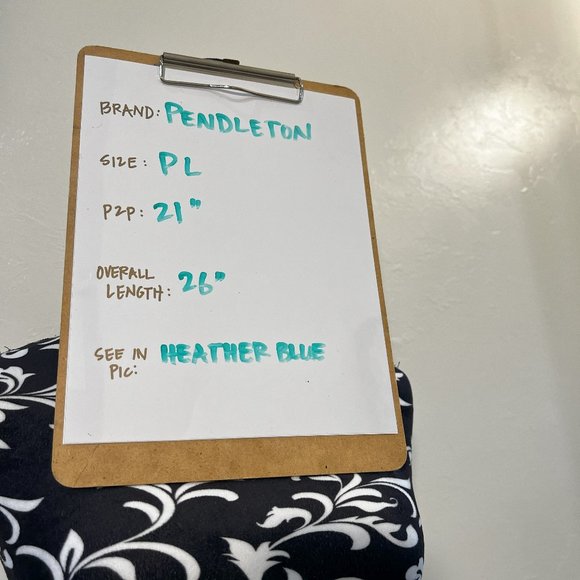 BRAND: PENDLETON
SIZE: PL
P2P: 21"
OVERALL
LENGTH: 26"
SEE IN HEATHER BLUE
PIC: